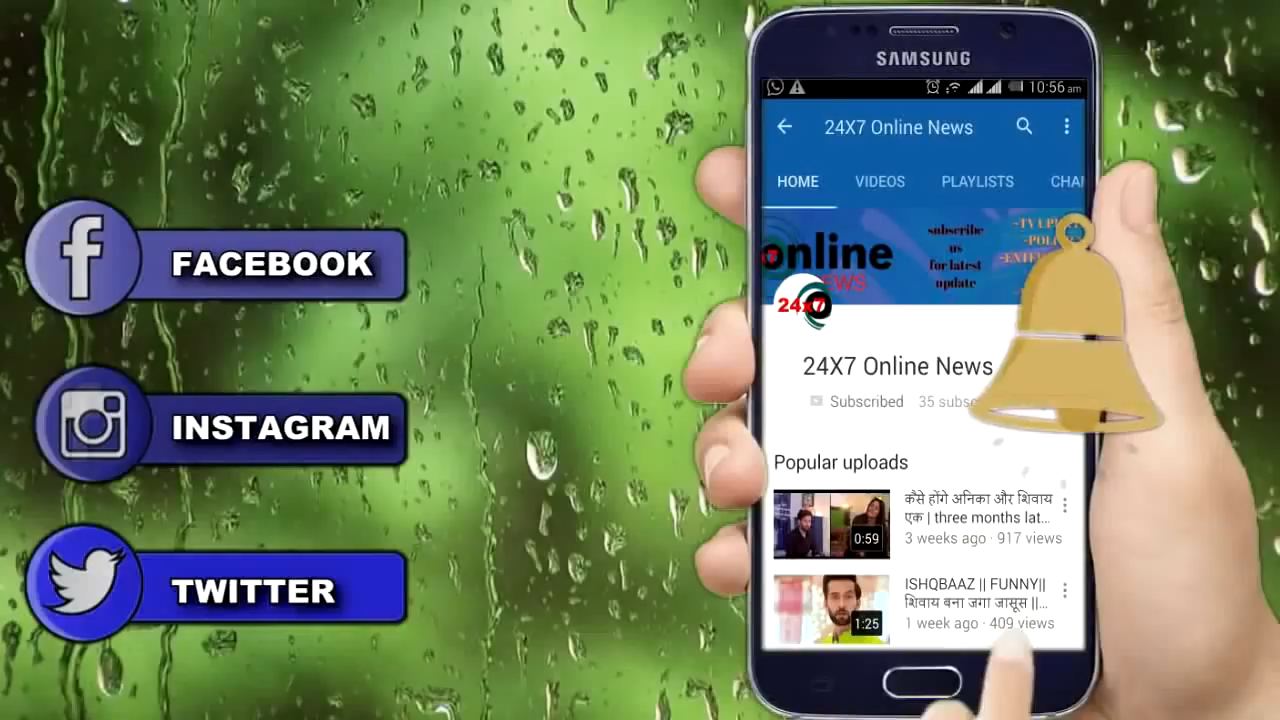 FACEBOOK
INSTAGRAM
TWITTER
SAMSUNG
10:56 am
24X7 Online News
HOME VIDEOS PLAYLISTS
online
subscribe
us
for latest
update
24x7
24X7 Online News
Subscribed 35
Popular uploads
कैसे होंगे अनिका और शिवाय
एक | three months lat...
3 weeks ago · 917 views
0:59
ISHQBAAZ || FUNNY||
शिवाय बना जगा जासूस ||...
1 week ago · 409 views
1:25